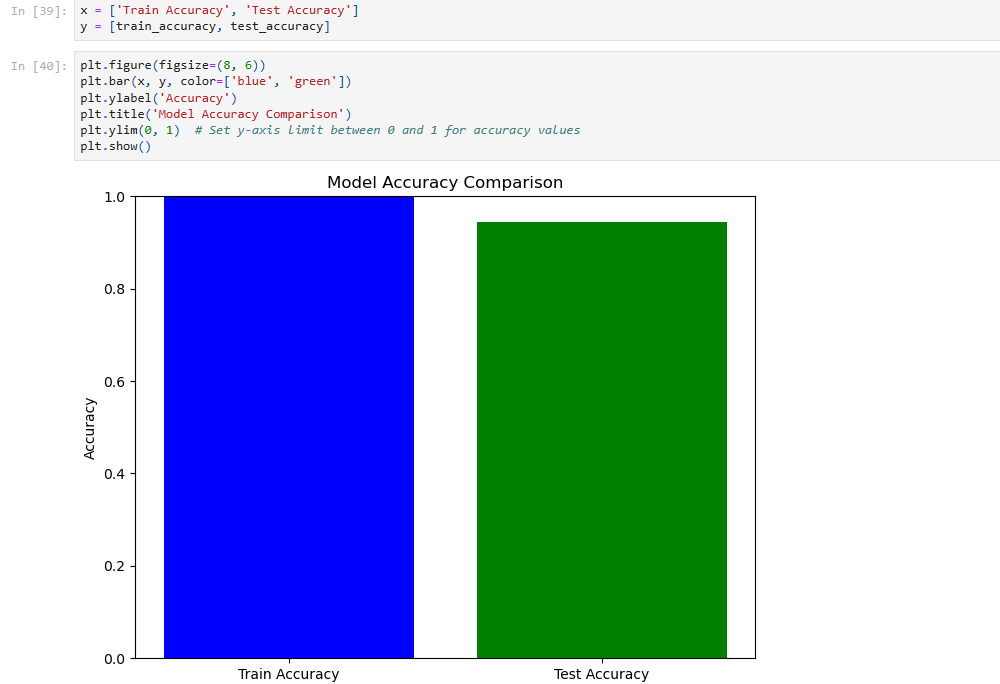 In [39]: x = ['Train Accuracy', 'Test Accuracy']
y = [train_accuracy, test_accuracy]
In [40]: plt.figure(figsize=(8, 6))
plt.bar(x, y, color=['blue', 'green'])
plt.ylabel('Accuracy')
plt.title('Model Accuracy Comparison')
plt.ylim(0, 1)  # Set y-axis limit between 0 and 1 for accuracy values
plt.show()
Model Accuracy Comparison
1.0
0.8
0.6
Accuracy
0.4
0.2
0.0
Train Accuracy Test Accuracy